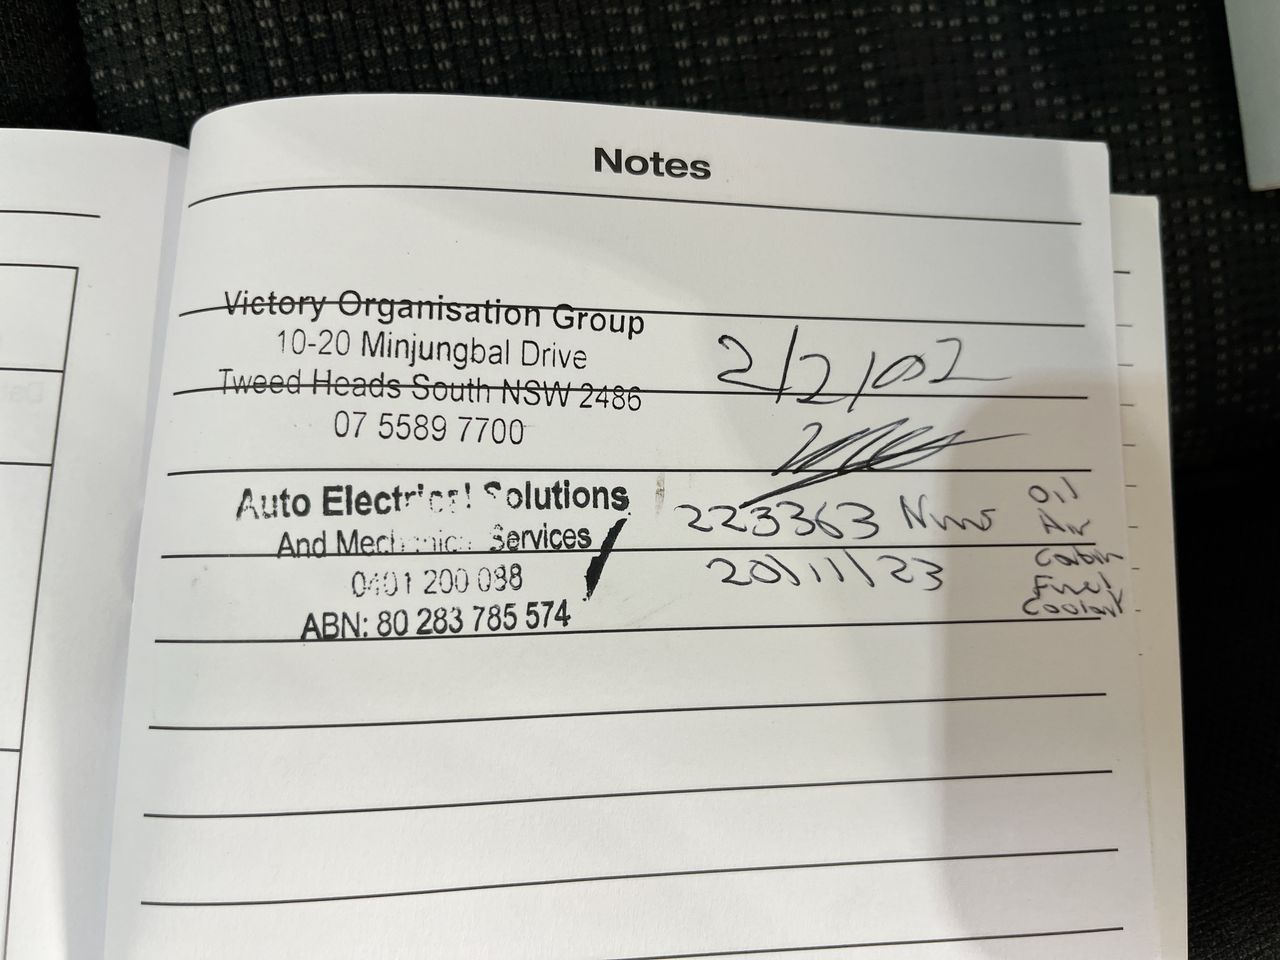 Notes
Victory Organisation Group
10-20 Minjungbal Drive
Tweed Heads South NSW 2486
07 5589 7700
2/2/02
Auto Electrical Solutions
And Mechanical Services
0401 200 098
ABN: 80 283 785 574
223363
20/11/23
Oil
Air
Cabin
Fuel
Coolant